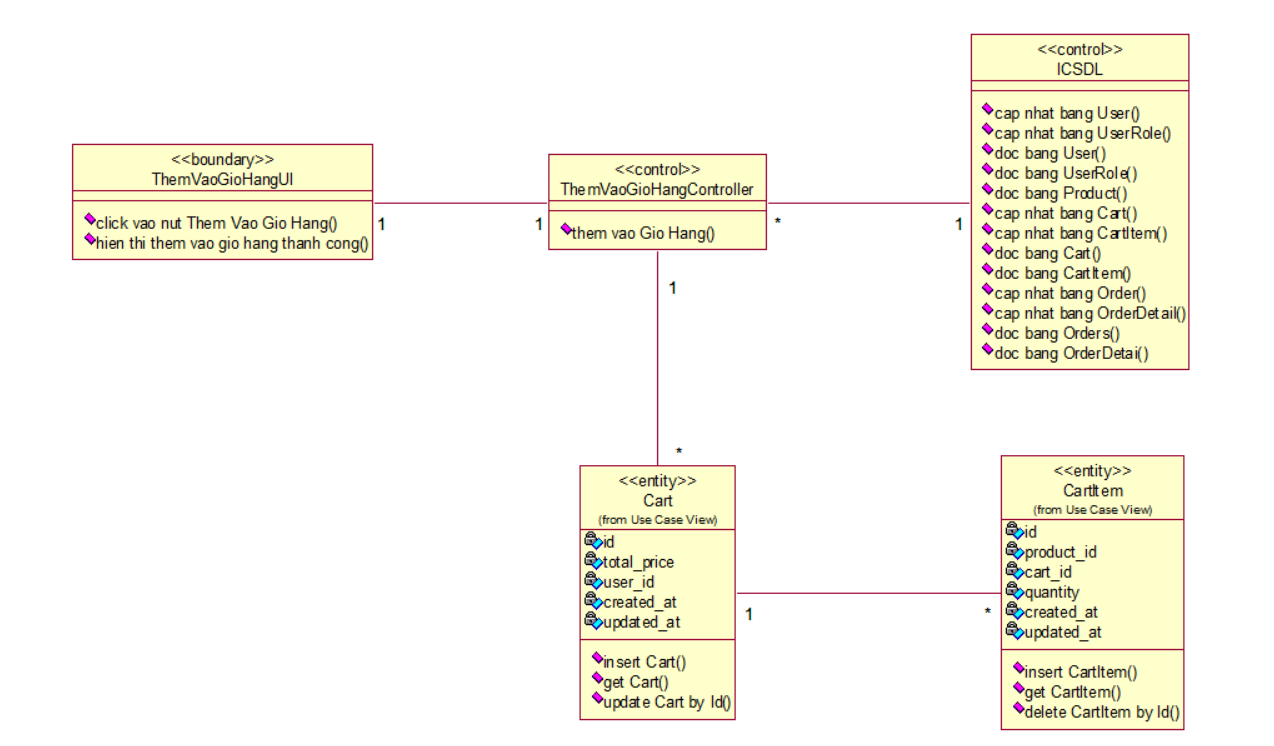 <<boundary>>
ThemVaoGioHangUI
click vao nut Them Vao Gio Hang()
hien thi them vao gio hang thanh cong()
1
1
<<control>>
ThemVaoGioHangController
them vao Gio Hang()
*
1
<<control>>
ICSDL
cap nhat bang User()
cap nhat bang UserRole()
doc bang User()
doc bang UserRole()
doc bang Product()
cap nhat bang Cart()
cap nhat bang CartItem()
doc bang Cart()
doc bang CartItem()
cap nhat bang Order()
cap nhat bang OrderDetail()
doc bang Orders()
doc bang OrderDetai()
1
*
<<entity>>
Cart
(from Use Case View)
id
total_price
user_id
created_at
updated_at
insert Cart()
get Cart()
update Cart by Id()
1
*
<<entity>>
CartItem
(from Use Case View)
id
product_id
cart_id
quantity
created_at
updated_at
insert CartItem()
get CartItem()
delete CartItem by Id()